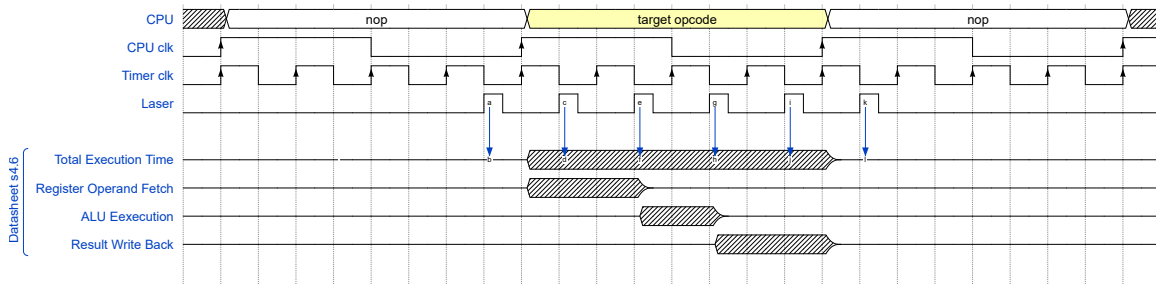 CPU nop target opcode nop
CPU clk
Timer clk
Laser a c e g i k
Total Execution Time b d f h j l
Register Operand Fetch
ALU Eexecution
Result Write Back
Datasheet s4.6